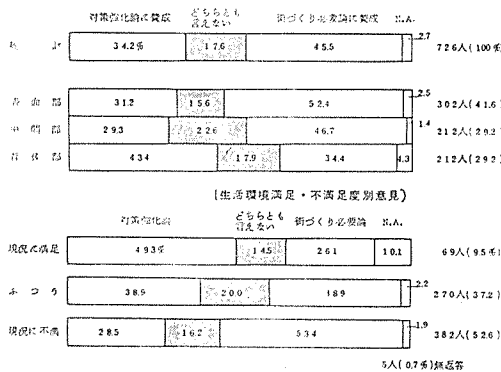 対策強化論に賛成 どちらとも言えない 街づくり必要論に賛成 N.A.
計 34.2% 17.6 45.5 2.7 726人(100%)
部 31.2 15.6 52.4 2.5 302人(41.6
中間部 29.3 22.6 46.7 1.4 212人(29.2
部 43.4 17.9 34.4 4.3 212人(29.2
〔生活環境満足・不満足度別意見〕
対策強化論 どちらとも言えない 街づくり必要論 N.A.
現況に満足 49.3% 14.5 26.1 10.1 69人(9.5%)
ふつう 38.9 20.0 38.9 2.2 270人(37.2)
現況に不満 28.5 16.2 53.4 1.9 382人(52.6)
5人(0.7%)無返答